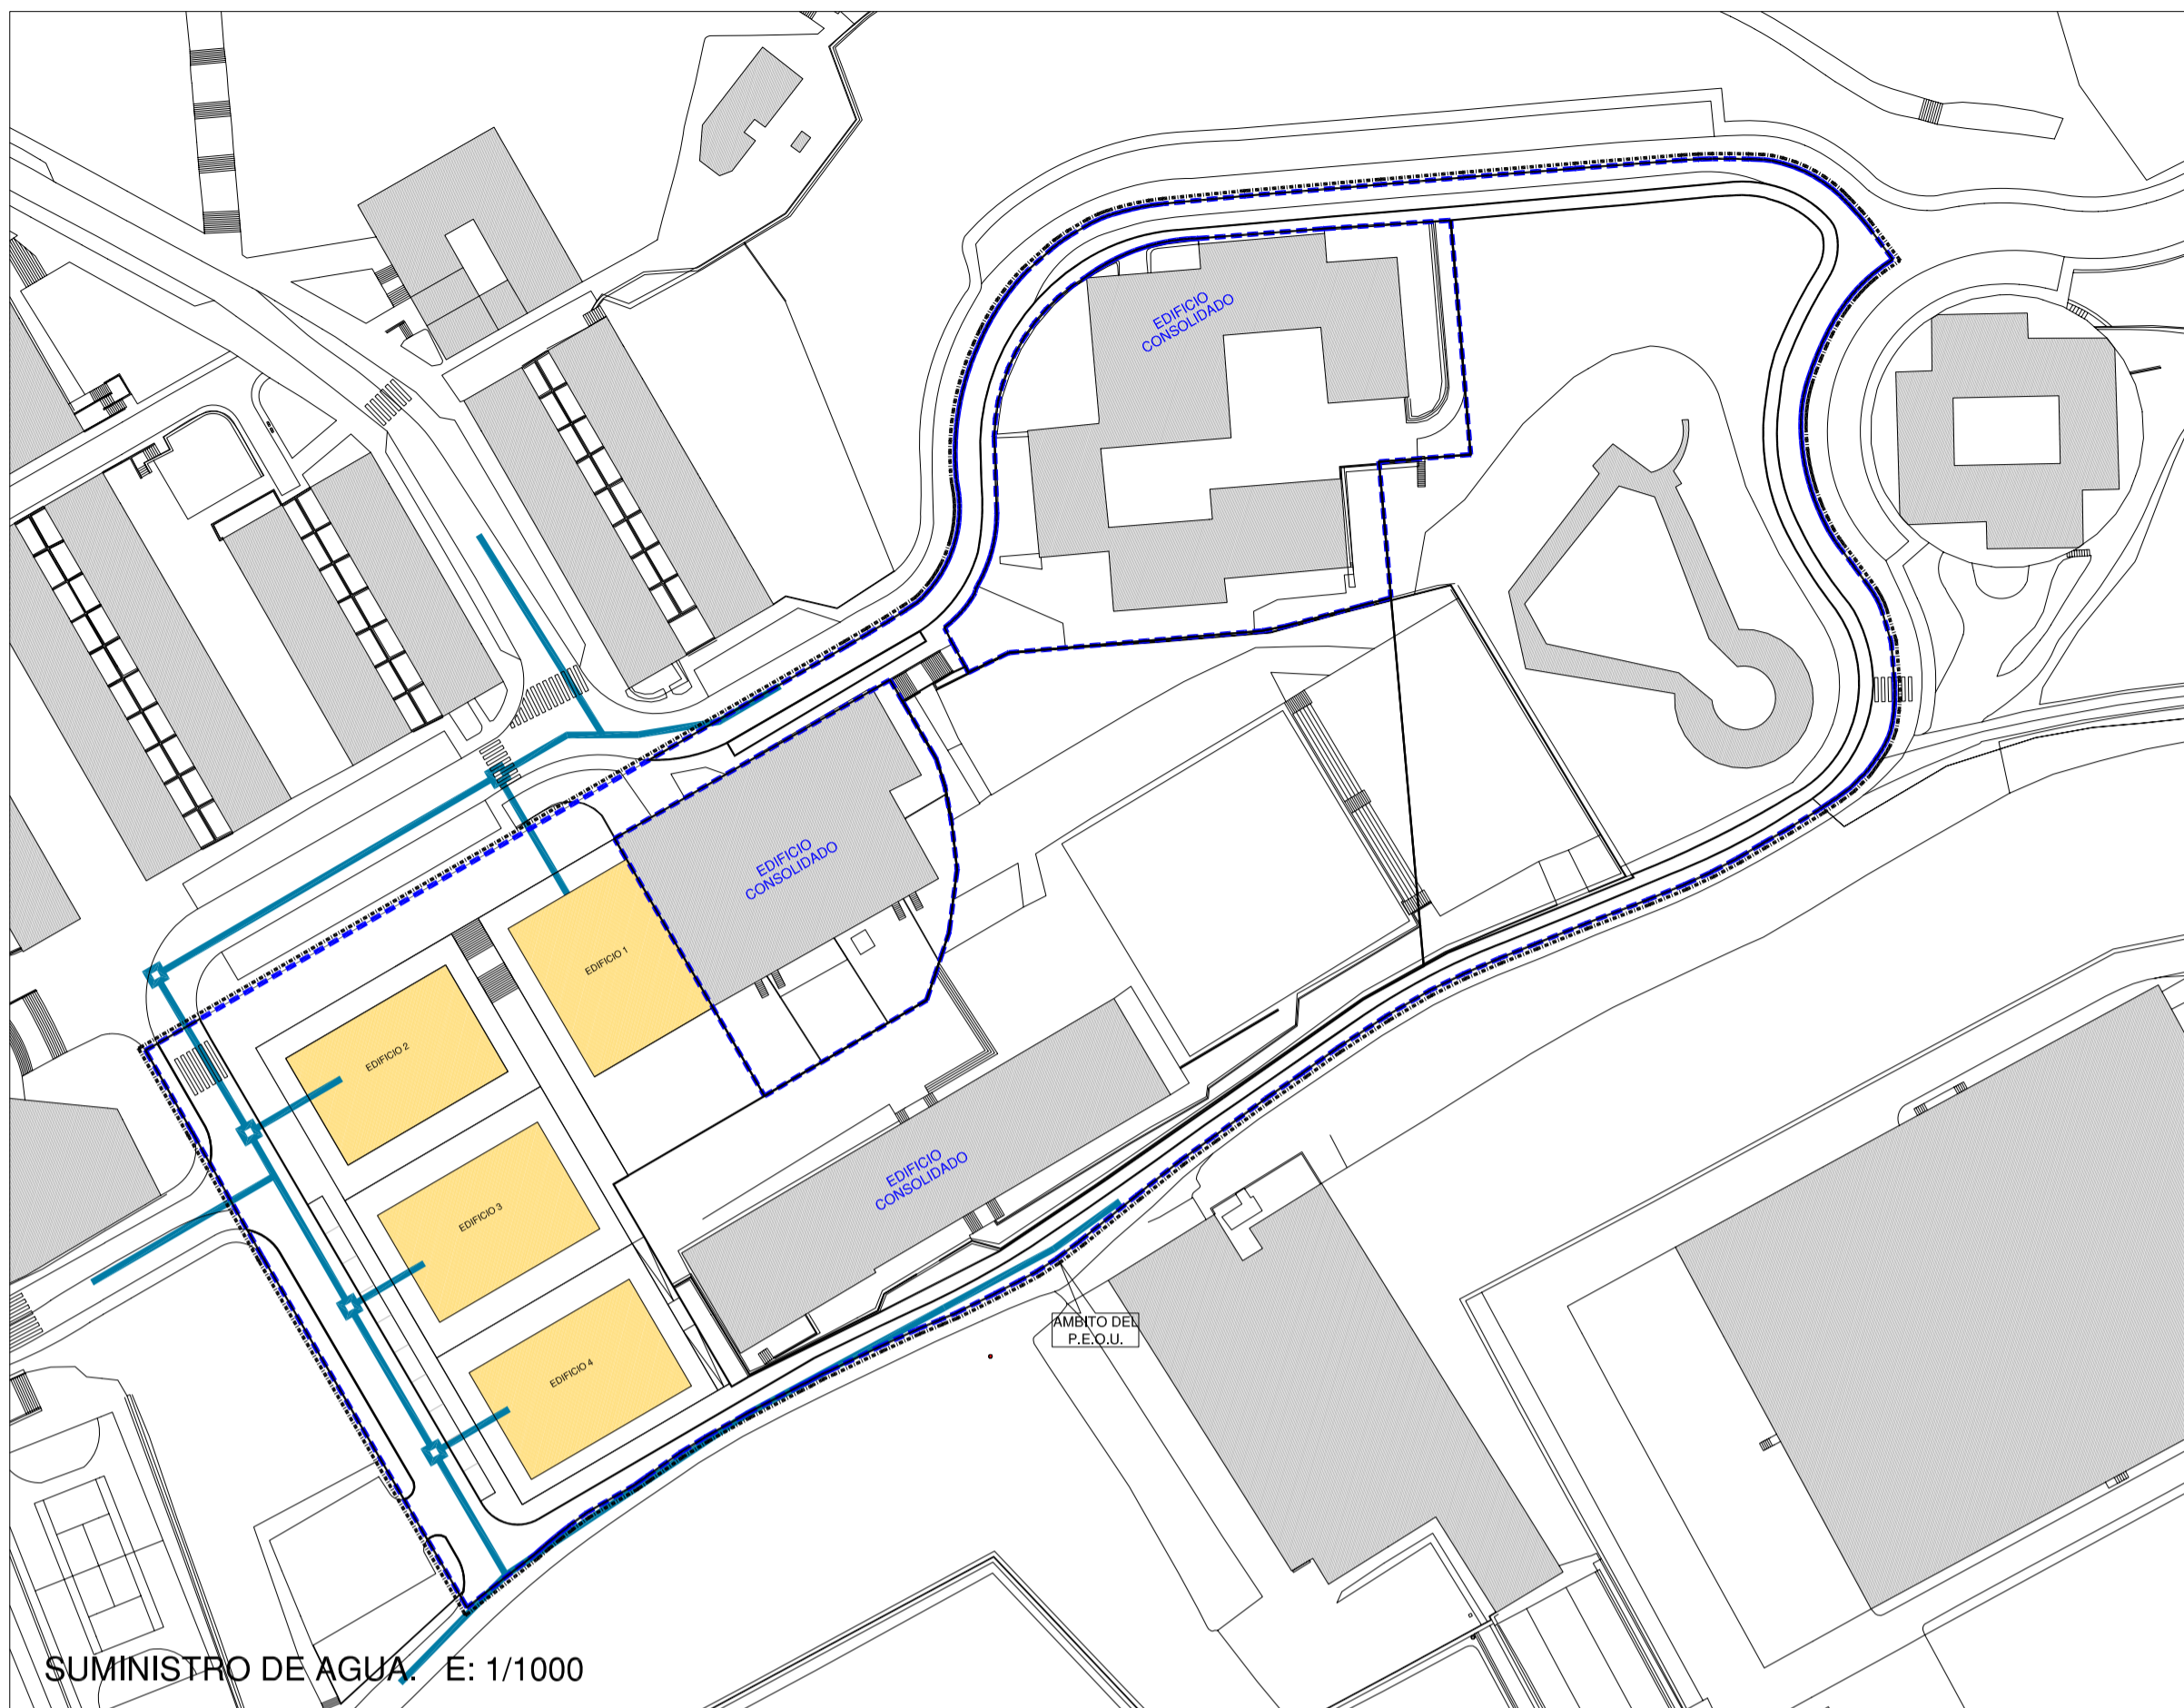 EDIFICIO
CONSOLIDADO
EDIFICIO
CONSOLIDADO
EDIFICIO 1
EDIFICIO 2
EDIFICIO
CONSOLIDADO
EDIFICIO 3
EDIFICIO 4
AMBITO DEL
P.E.O.U.
SUMINISTRO DE AGUA. E: 1/1000